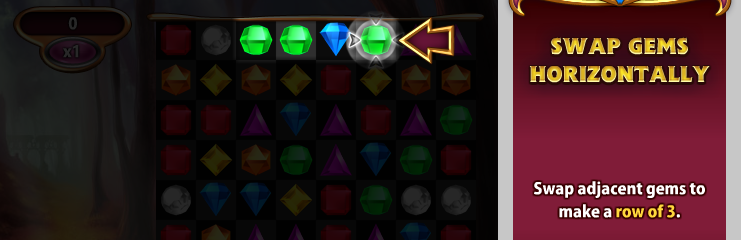 0
x1
SWAP GEMS
HORIZONTALLY
Swap adjacent gems to
make a row of 3.